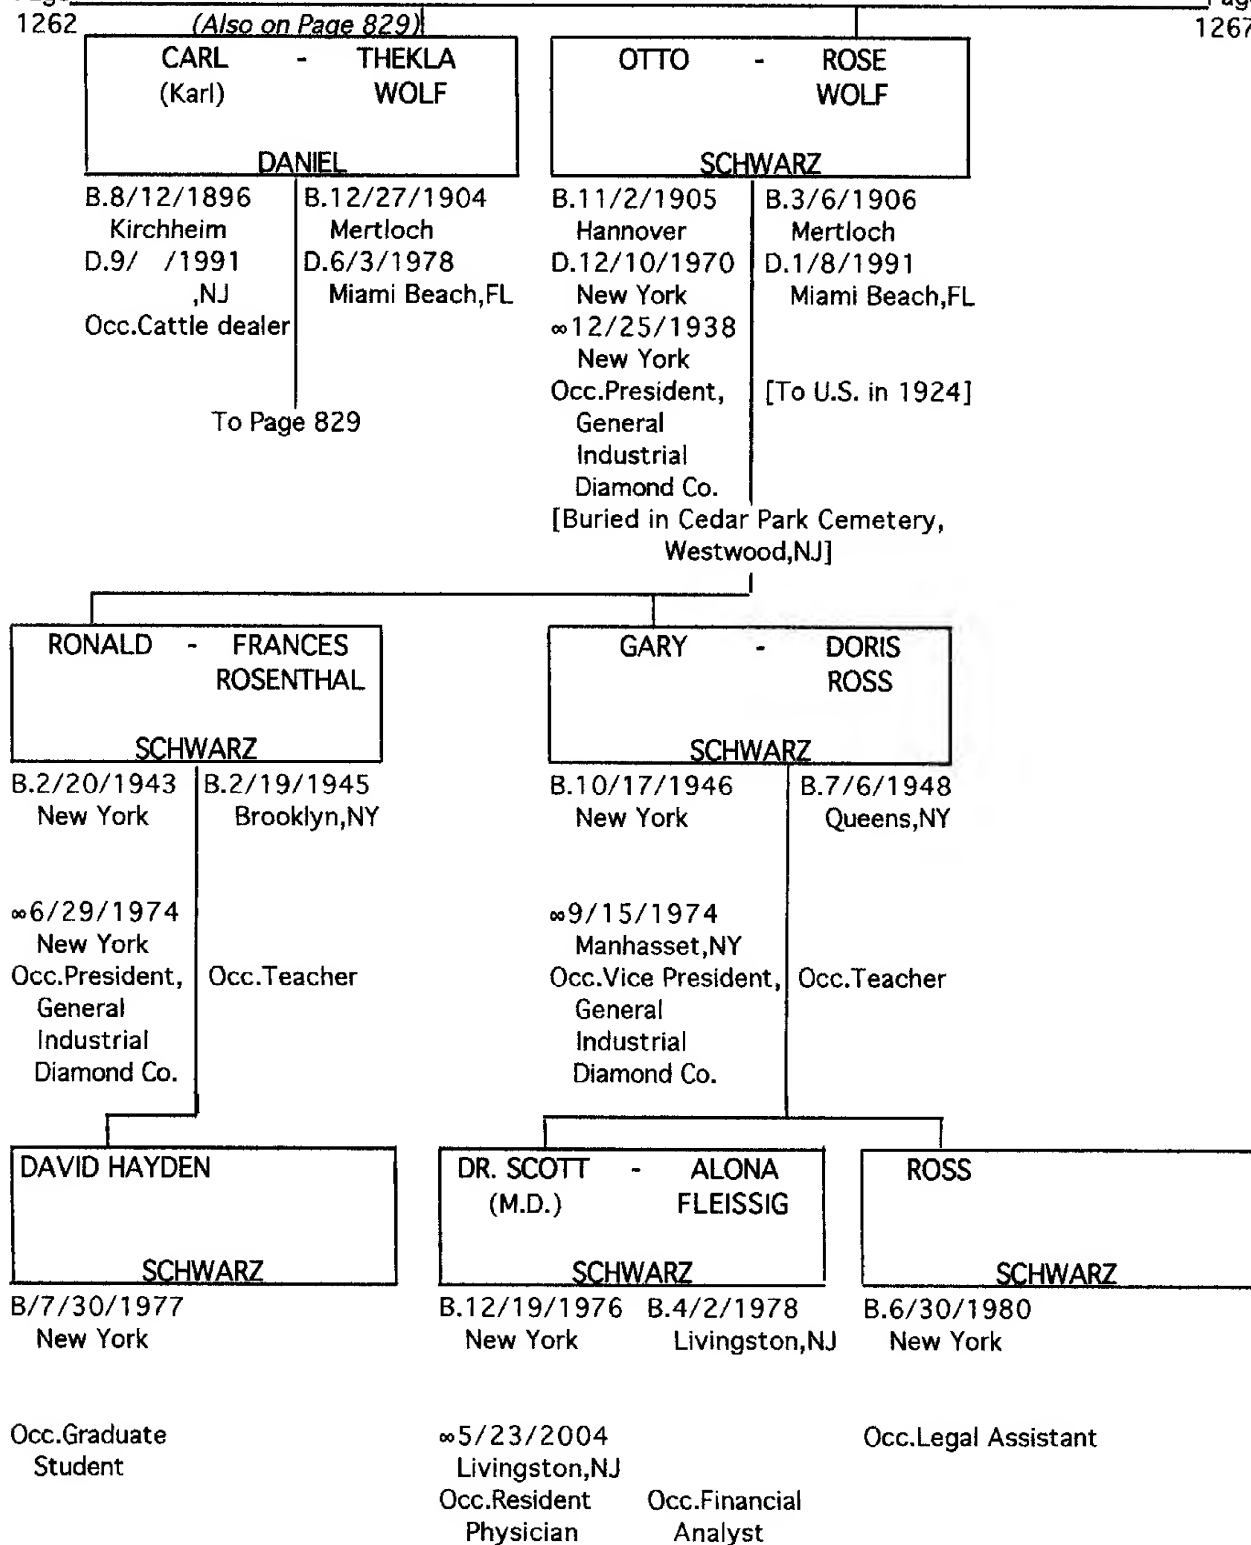 Page Page
1262 (Also on Page 829) 1267
CARL - THEKLA
(Karl) WOLF
DANIEL
B.8/12/1896 B.12/27/1904
Kirchheim Mertloch
D.9/ /1991 D.6/3/1978
,NJ Miami Beach,FL
Occ.Cattle dealer
To Page 829
OTTO - ROSE
WOLF
SCHWARZ
B.11/2/1905 B.3/6/1906
Hannover Mertloch
D.12/10/1970 D.1/8/1991
New York Miami Beach,FL
∞12/25/1938
New York
Occ.President, [To U.S. in 1924]
General
Industrial
Diamond Co.
[Buried in Cedar Park Cemetery,
Westwood,NJ]
RONALD - FRANCES
ROSENTHAL
SCHWARZ
B.2/20/1943 B.2/19/1945
New York Brooklyn,NY
∞6/29/1974
New York
Occ.President, Occ.Teacher
General
Industrial
Diamond Co.
GARY - DORIS
ROSS
SCHWARZ
B.10/17/1946 B.7/6/1948
New York Queens,NY
∞9/15/1974
Manhasset,NY
Occ.Vice President, Occ.Teacher
General
Industrial
Diamond Co.
DAVID HAYDEN
SCHWARZ
B/7/30/1977
New York
Occ.Graduate
Student
DR. SCOTT - ALONA
(M.D.) FLEISSIG
SCHWARZ
B.12/19/1976 B.4/2/1978
New York Livingston,NJ
∞5/23/2004
Livingston,NJ
Occ.Resident Occ.Financial
Physician Analyst
ROSS
SCHWARZ
B.6/30/1980
New York
Occ.Legal Assistant